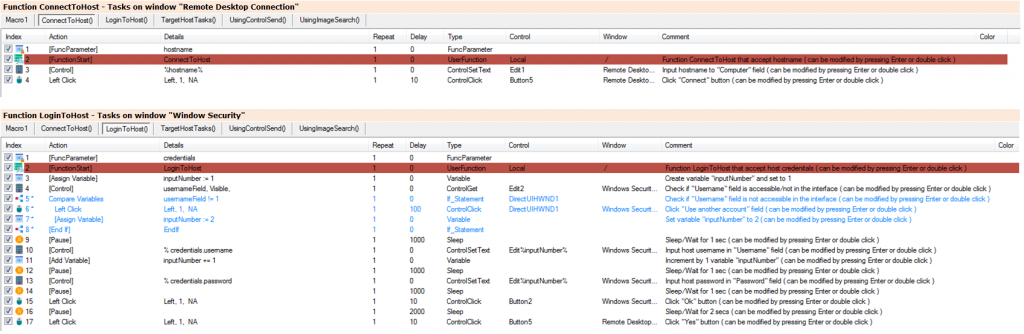 Function ConnectToHost - Tasks on window "Remote Desktop Connection"
Macro1 ConnectToHost() LoginToHost() TargetHostTasks() UsingControlSend() UsingImageSearch()
Index Action Details Repeat Delay Type Control Window Comment Color
1 [FuncParameter] hostname 1 0 FuncParameter
2 [FunctionStart] ConnectToHost 1 0 UserFunction Local / Function ConnectToHost that accept hostname ( can be modified by pressing Enter or double click )
3 [Control] %hostname% 1 0 ControlSetText Edit1 Remote Deskto... Input hostname to "Computer" field ( can be modified by pressing Enter or double click )
4 Left Click Left, 1, NA 1 10 ControlClick Button5 Remote Deskto... Click "Connect" button ( can be modified by pressing Enter or double click )
Function LoginToHost - Tasks on window "Window Security"
Macro1 ConnectToHost() LoginToHost() TargetHostTasks() UsingControlSend() UsingImageSearch()
Index Action Details Repeat Delay Type Control Window Comment Color
1 [FuncParameter] credentials 1 0 FuncParameter
2 [FunctionStart] LoginToHost 1 0 UserFunction Local / Function LoginToHost that accept host credentials ( can be modified by pressing Enter or double click )
3 [Assign Variable] inputNumber := 1 1 0 Variable Create variable "inputNumber" and set to 1
4 [Control] usernameField, Visible, 1 0 ControlGet Edit2 Windows Securit... Check if "Username" field is accessible/not in the interface ( can be modified by pressing Enter or double click )
5 * Compare Variables usernameField != 1 1 0 If_Statement DirectUIHWND1 Check if "Username" field is not accessible in the interface ( can be modified by pressing Enter or double click )
6 * Left Click Left, 1, NA 1 100 ControlClick DirectUIHWND1 Windows Securit... Click "Use another account" field ( can be modified by pressing Enter or double click )
7 * [Assign Variable] inputNumber := 2 1 0 Variable Set variable "inputNumber" to 2 ( can be modified by pressing Enter or double click )
8 * [End If] EndIf 1 0 If_Statement
9 [Pause] 1 1000 Sleep Sleep/Wait for 1 sec ( can be modified by pressing Enter or double click )
10 [Control] % credentials.username 1 0 ControlSetText Edit%inputNumber% Windows Securit... Input host username in "Username" field ( can be modified by pressing Enter or double click )
11 [Add Variable] inputNumber += 1 1 0 Variable Increment by 1 variable "inputNumber" ( can be modified by pressing Enter or double click )
12 [Pause] 1 1000 Sleep Sleep/Wait for 1 sec ( can be modified by pressing Enter or double click )
13 [Control] % credentials.password 1 0 ControlSetText Edit%inputNumber% Windows Securit... Input host password in "Password" field ( can be modified by pressing Enter or double click )
14 [Pause] 1 1000 Sleep Sleep/Wait for 1 sec ( can be modified by pressing Enter or double click )
15 Left Click Left, 1, NA 1 10 ControlClick Button2 Windows Securit... Click "Ok" button ( can be modified by pressing Enter or double click )
16 [Pause] 1 2000 Sleep Sleep/Wait for 2 secs ( can be modified by pressing Enter or double click )
17 Left Click Left, 1, NA 1 10 ControlClick Button5 Remote Deskto... Click "Yes" button ( can be modified by pressing Enter or double click )